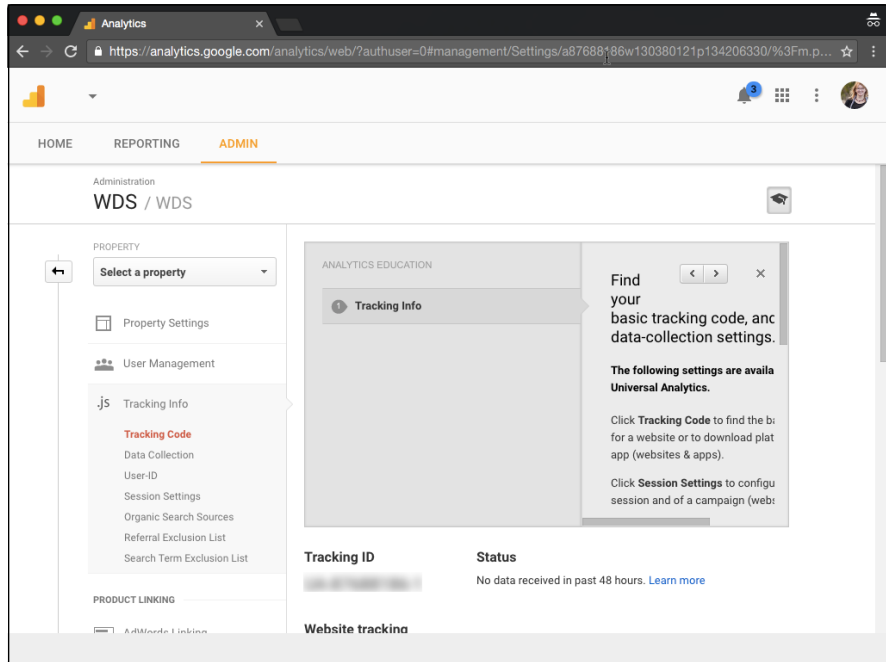 Analytics
https://analytics.google.com/analytics/web/?authuser=0#management/Settings/a87688186w130380121p134206330/%3Fm.p...
3
HOME REPORTING ADMIN
Administration
WDS / WDS
PROPERTY
Select a property
Property Settings
User Management
.js Tracking Info
Tracking Code
Data Collection
User-ID
Session Settings
Organic Search Sources
Referral Exclusion List
Search Term Exclusion List
PRODUCT LINKING
AdWords Linking
ANALYTICS EDUCATION
1 Tracking Info
Find
your
basic tracking code, and
data-collection settings.
The following settings are availa
Universal Analytics.
Click Tracking Code to find the ba
for a website or to download plat
app (websites & apps).
Click Session Settings to configu
session and of a campaign (webs
Tracking ID
Status
No data received in past 48 hours. Learn more
Website tracking